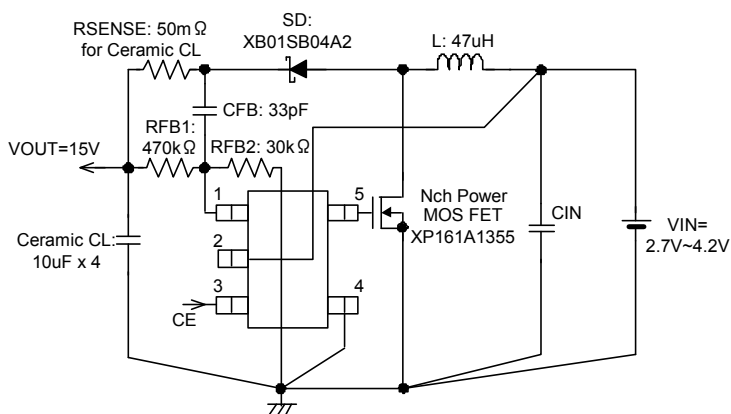 RSENSE: 50mΩ
for Ceramic CL
SD:
XB01SB04A2
L: 47uH
CFB: 33pF
RFB1:
470kΩ
RFB2: 30kΩ
VOUT=15V
1
5
Nch Power
MOS FET
XP161A1355
CIN
VIN=
2.7V~4.2V
Ceramic CL:
10uF x 4
2
3
4
CE